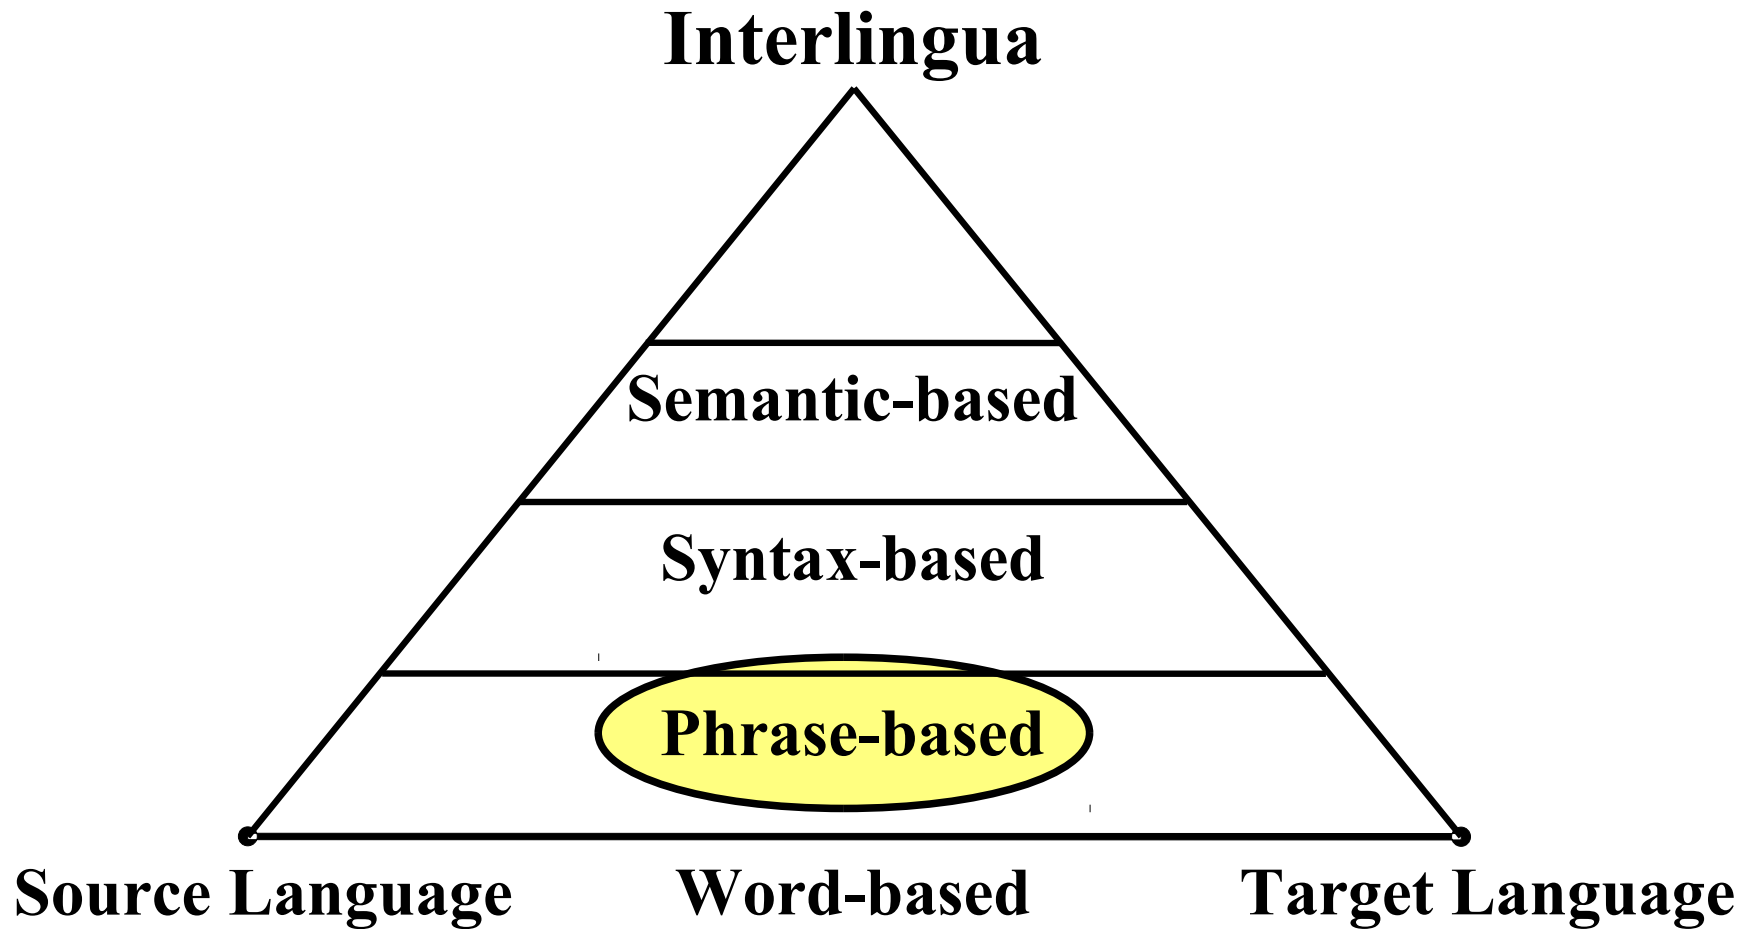 Interlingua
Semantic-based
Syntax-based
Phrase-based
Source Language
Word-based
Target Language